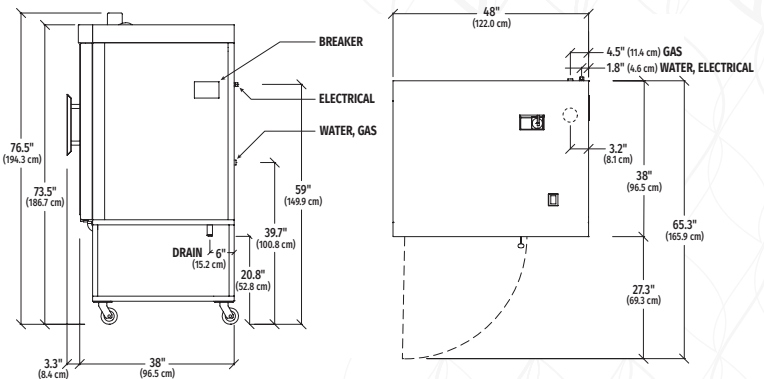 48"
(122.0 cm)
BREAKER
4.5" (11.4 cm) GAS
1.8" (4.6 cm) WATER, ELECTRICAL
ELECTRICAL
WATER, GAS
76.5"
(194.3 cm)
73.5"
(186.7 cm)
3.2"
(8.1 cm)
38"
(96.5 cm)
59"
(149.9 cm)
65.3"
(165.9 cm)
39.7"
(100.8 cm)
DRAIN 6"
(15.2 cm)
20.8"
(52.8 cm)
27.3"
(69.3 cm)
3.3"
(8.4 cm)
38"
(96.5 cm)